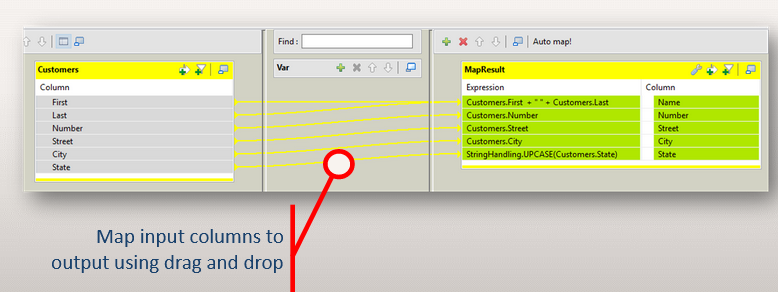 Find :
Auto map!
Customers
Var
MapResult
Column
Expression
Column
First
Customers.First + " " + Customers.Last
Name
Last
Customers.Number
Number
Number
Customers.Street
Street
Street
Customers.City
City
City
StringHandling.UPCASE(Customers.State)
State
State
Map input columns to
output using drag and drop